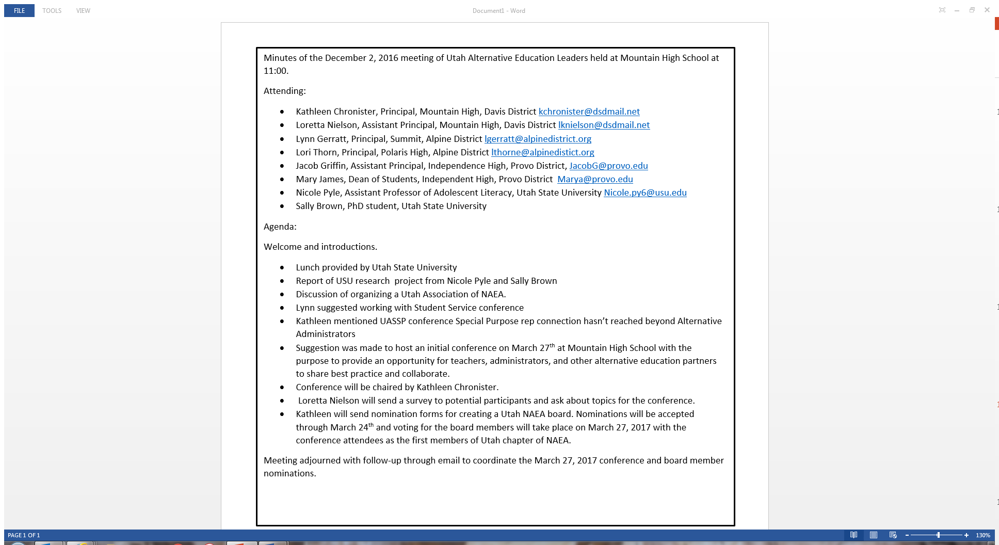 FILE TOOLS VIEW Document1 - Word
Minutes of the December 2, 2016 meeting of Utah Alternative Education Leaders held at Mountain High School at
11:00.
Attending:
• Kathleen Chronister, Principal, Mountain High, Davis District kchronister@dsdmail.net
• Loretta Nielson, Assistant Principal, Mountain High, Davis District lknielson@dsdmail.net
• Lynn Gerratt, Principal, Summit, Alpine District lgerratt@alpinedistrict.org
• Lori Thorn, Principal, Polaris High, Alpine District lthorne@alpinedistict.org
• Jacob Griffin, Assistant Principal, Independence High, Provo District, JacobG@provo.edu
• Mary James, Dean of Students, Independent High, Provo District  Marya@provo.edu
• Nicole Pyle, Assistant Professor of Adolescent Literacy, Utah State University Nicole.py6@usu.edu
• Sally Brown, PhD student, Utah State University
Agenda:
Welcome and introductions.
• Lunch provided by Utah State University
• Report of USU research  project from Nicole Pyle and Sally Brown
• Discussion of organizing a Utah Association of NAEA.
• Lynn suggested working with Student Service conference
• Kathleen mentioned UASSP conference Special Purpose rep connection hasn’t reached beyond Alternative
Administrators
• Suggestion was made to host an initial conference on March 27th at Mountain High School with the
purpose to provide an opportunity for teachers, administrators, and other alternative education partners
to share best practice and collaborate.
• Conference will be chaired by Kathleen Chronister.
• Loretta Nielson will send a survey to potential participants and ask about topics for the conference.
• Kathleen will send nomination forms for creating a Utah NAEA board. Nominations will be accepted
through March 24th and voting for the board members will take place on March 27, 2017 with the
conference attendees as the first members of Utah chapter of NAEA.
Meeting adjourned with follow-up through email to coordinate the March 27, 2017 conference and board member
nominations.
PAGE 1 OF 1 130%